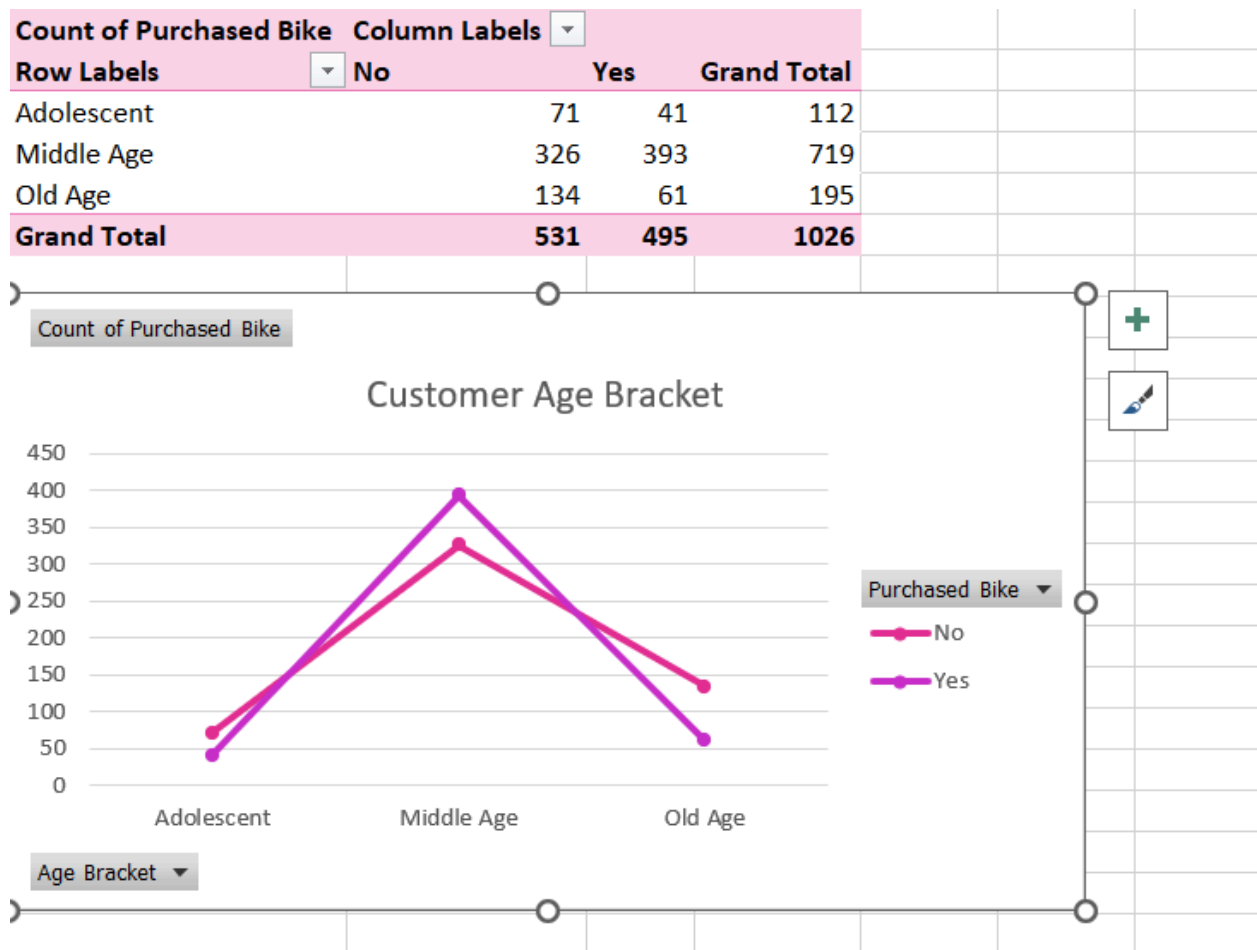 Count of Purchased Bike Column Labels
Row Labels No Yes Grand Total
Adolescent 71 41 112
Middle Age 326 393 719
Old Age 134 61 195
Grand Total 531 495 1026
Count of Purchased Bike
Customer Age Bracket
450
400
350
300
250
200
150
100
50
0
Adolescent Middle Age Old Age
Purchased Bike
No
Yes
Age Bracket